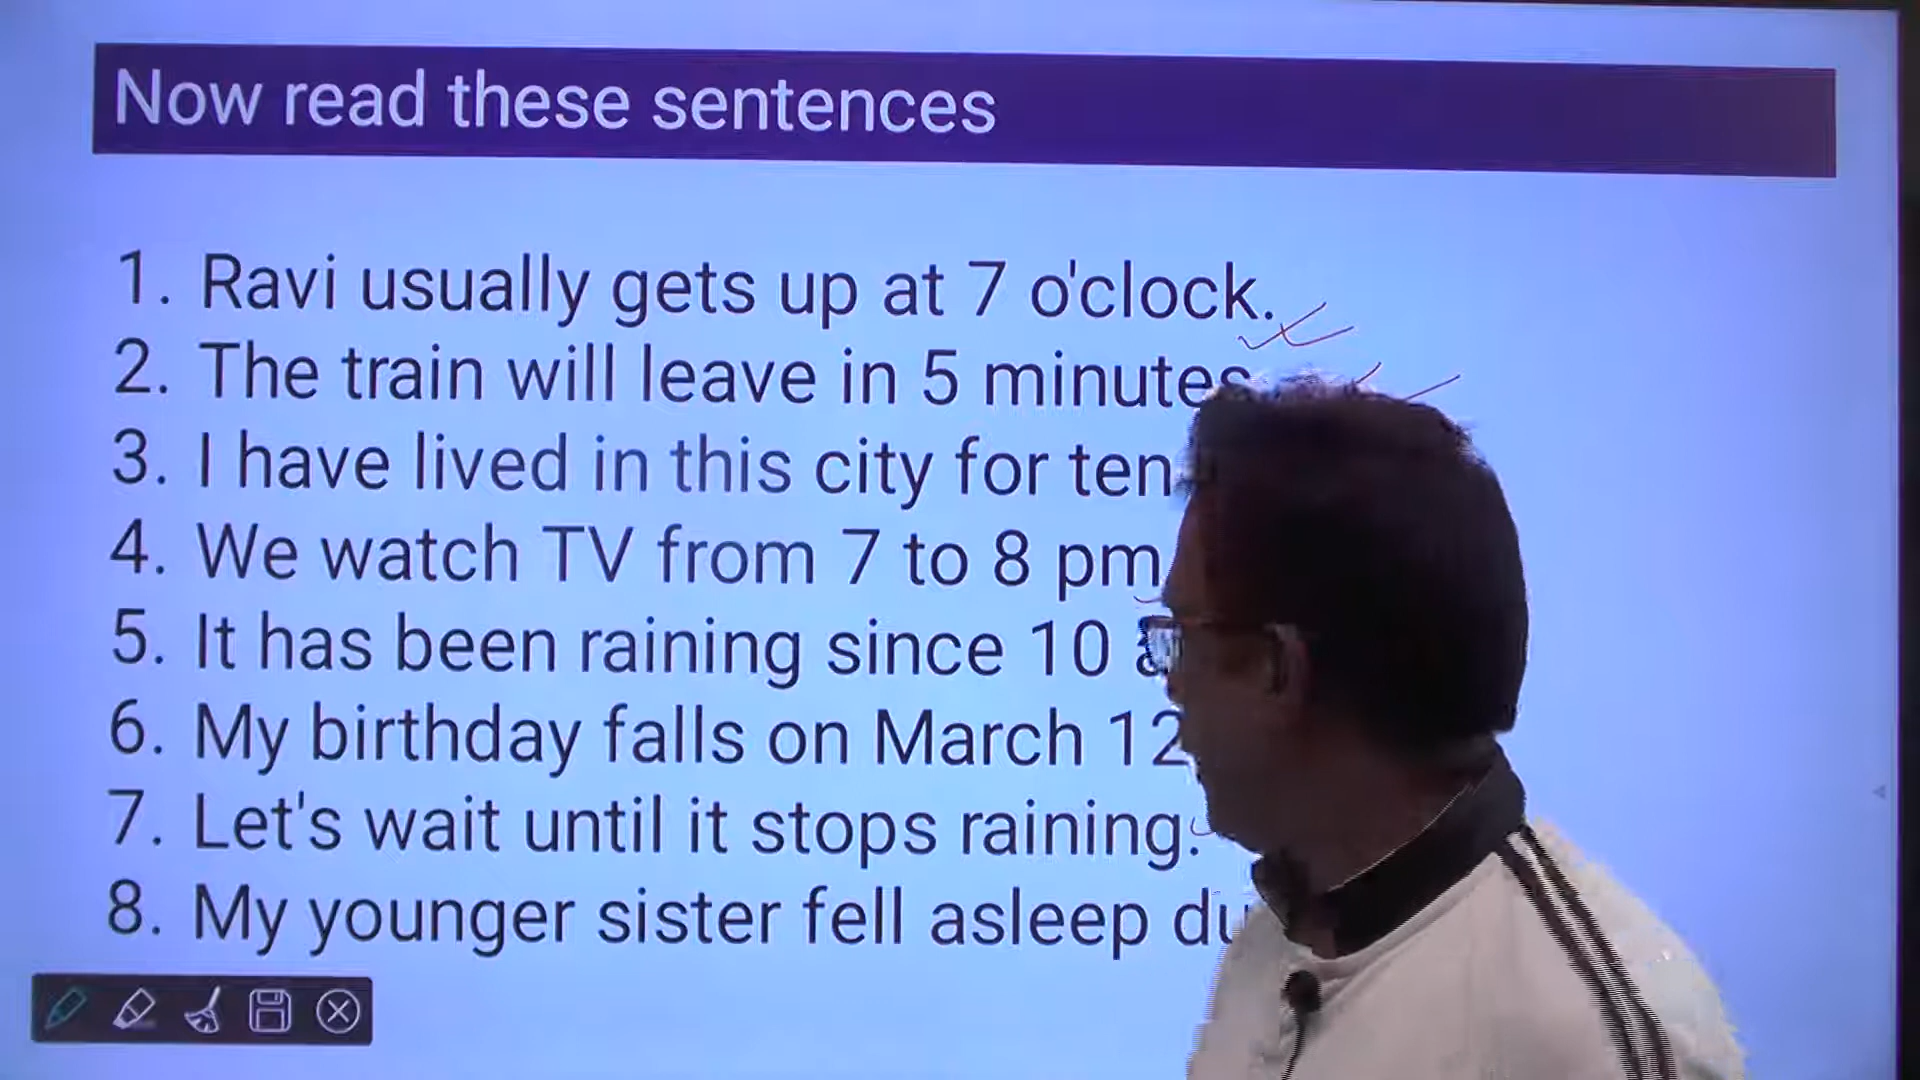 Now read these sentences
1. Ravi usually gets up at 7 o'clock.
2. The train will leave in 5 minutes
3. I have lived in this city for ten
4. We watch TV from 7 to 8 pm
5. It has been raining since 10
6. My birthday falls on March 12
7. Let's wait until it stops raining.
8. My younger sister fell asleep